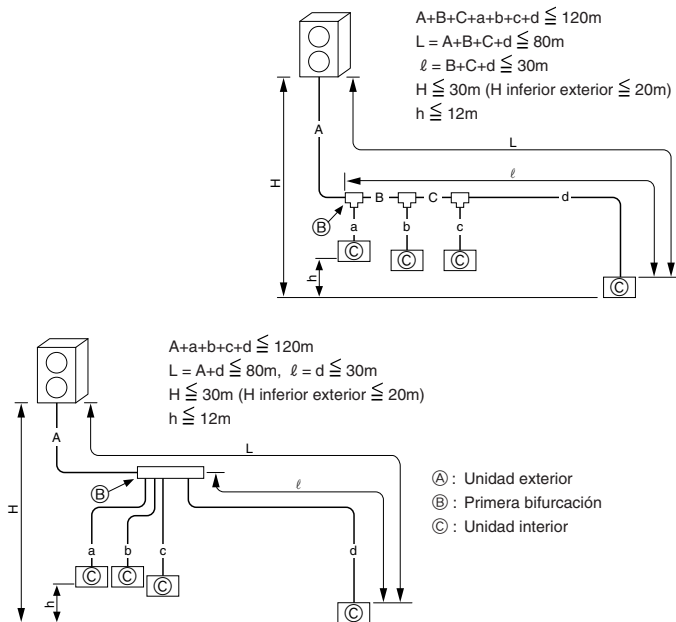 A+B+C+a+b+c+d ≦ 120m
L = A+B+C+d ≦ 80m
ℓ = B+C+d ≦ 30m
H ≦ 30m (H inferior exterior ≦ 20m)
h ≦ 12m
A
L
H
ℓ
B C d
Ⓑ a b c
Ⓒ Ⓒ Ⓒ
h
Ⓒ
A+a+b+c+d ≦ 120m
L = A+d ≦ 80m, ℓ = d ≦ 30m
H ≦ 30m (H inferior exterior ≦ 20m)
h ≦ 12m
A
L
H
Ⓑ
ℓ
a b c d
Ⓒ Ⓒ Ⓒ
h
Ⓒ
Ⓐ : Unidad exterior
Ⓑ : Primera bifurcación
Ⓒ : Unidad interior